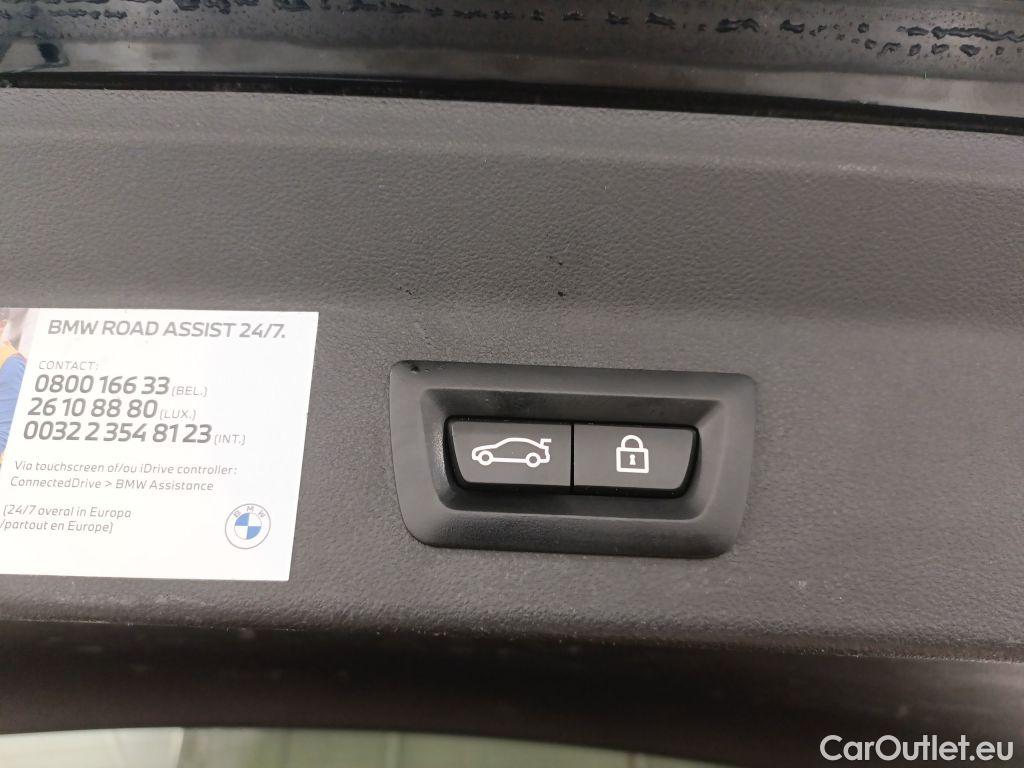 BMW ROAD ASSIST 24/7.
CONTACT:
0800 166 33 (BEL.)
26 10 88 80 (LUX.)
0032 2 354 81 23 (INT.)
Via touchscreen of/ou iDrive controller:
ConnectedDrive > BMW Assistance
(24/7 overal in Europa
/partout en Europe)
BMW
CarOutlet.eu